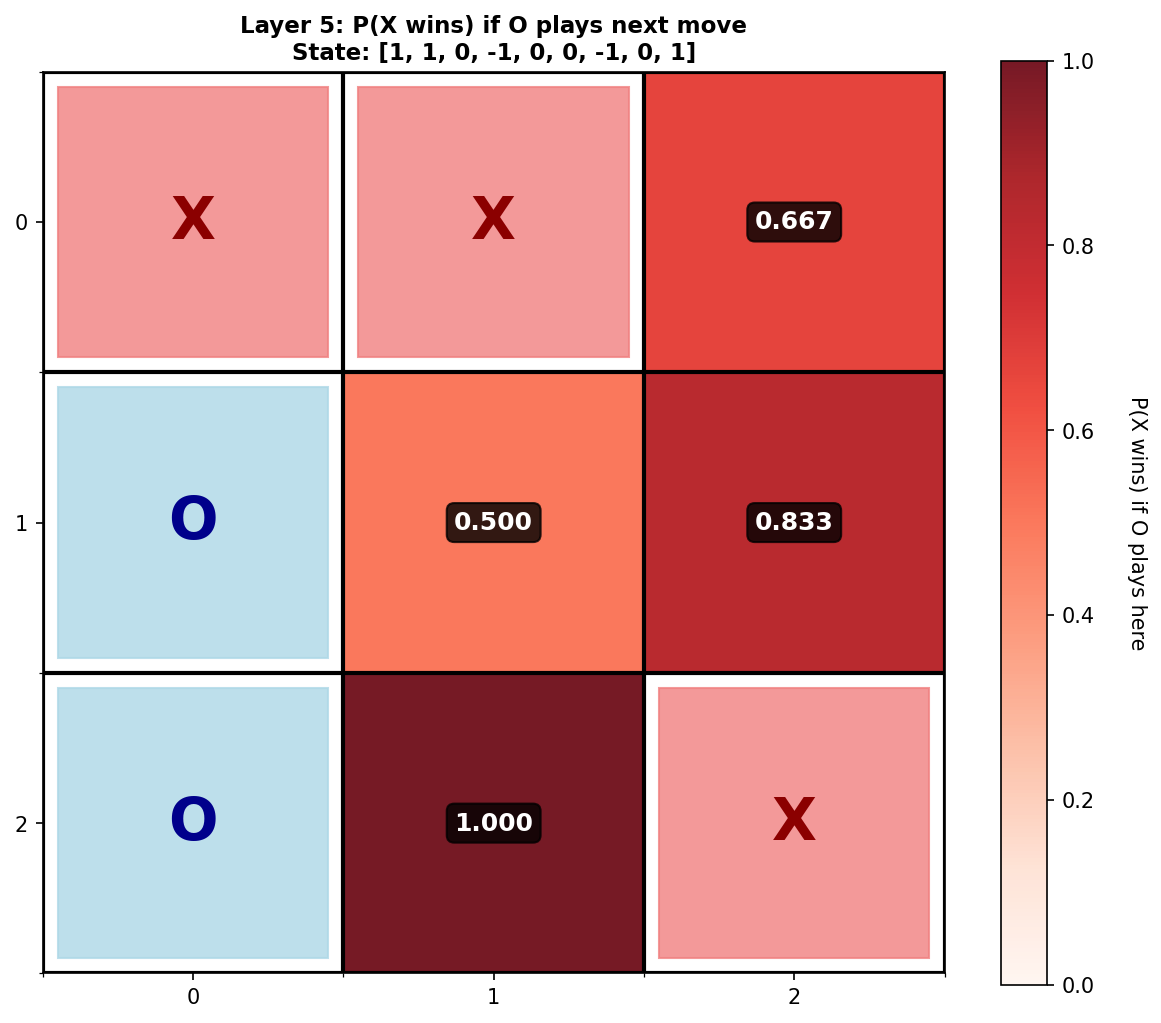 Layer 5: P(X wins) if O plays next move
State: [1, 1, 0, -1, 0, 0, -1, 0, 1]
0
X
X
0.667
1
O
0.500
0.833
2
O
1.000
X
0
1
2
1.0
0.8
0.6
0.4
0.2
0.0
P(X wins) if O plays here